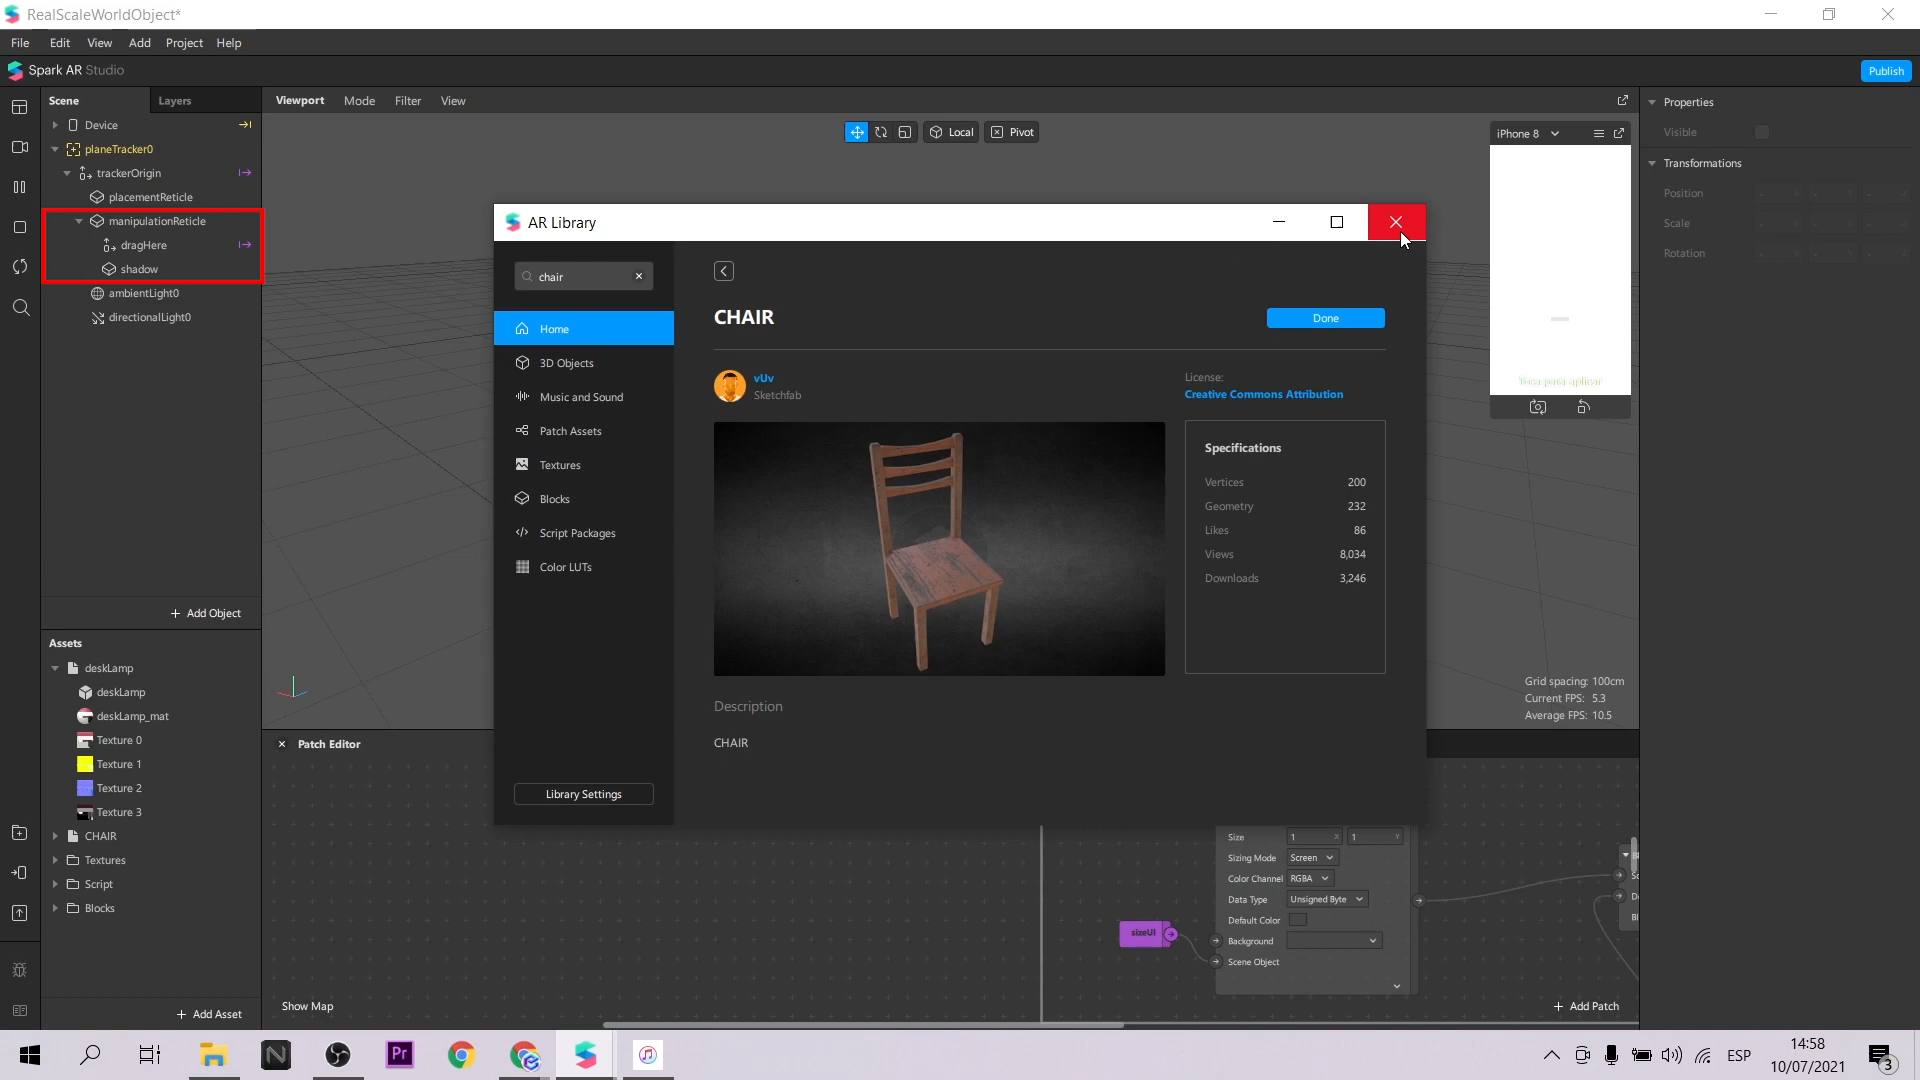 RealScaleWorldObject*
File Edit View Add Project Help
Spark AR Studio
Publish
Scene Layers
Device
planeTracker0
trackerOrigin
placementReticle
manipulationReticle
dragHere
shadow
ambientLight0
directionalLight0
+ Add Object
Assets
deskLamp
deskLamp
deskLamp_mat
Texture 0
Texture 1
Texture 2
Texture 3
CHAIR
Textures
Script
Blocks
+ Add Asset
Viewport Mode Filter View
Local Pivot
AR Library
chair
Home
3D Objects
Music and Sound
Patch Assets
Textures
Blocks
Script Packages
Color LUTs
Library Settings
CHAIR
Done
vUv
Sketchfab
License:
Creative Commons Attribution
Specifications
Vertices 200
Geometry 232
Likes 86
Views 8,034
Downloads 3,246
Description
CHAIR
iPhone 8
Toca para aplicar
Grid spacing: 100cm
Current FPS: 5.3
Average FPS: 10.5
Properties
Visible
Transformations
Position
Scale
Rotation
Patch Editor
Size 1 X 1 Y
Sizing Mode Screen
Color Channel RGBA
Data Type Unsigned Byte
Default Color
Background
Scene Object
sizeUI
Show Map
+ Add Patch
Pr
N
ESP
14:58
10/07/2021
3